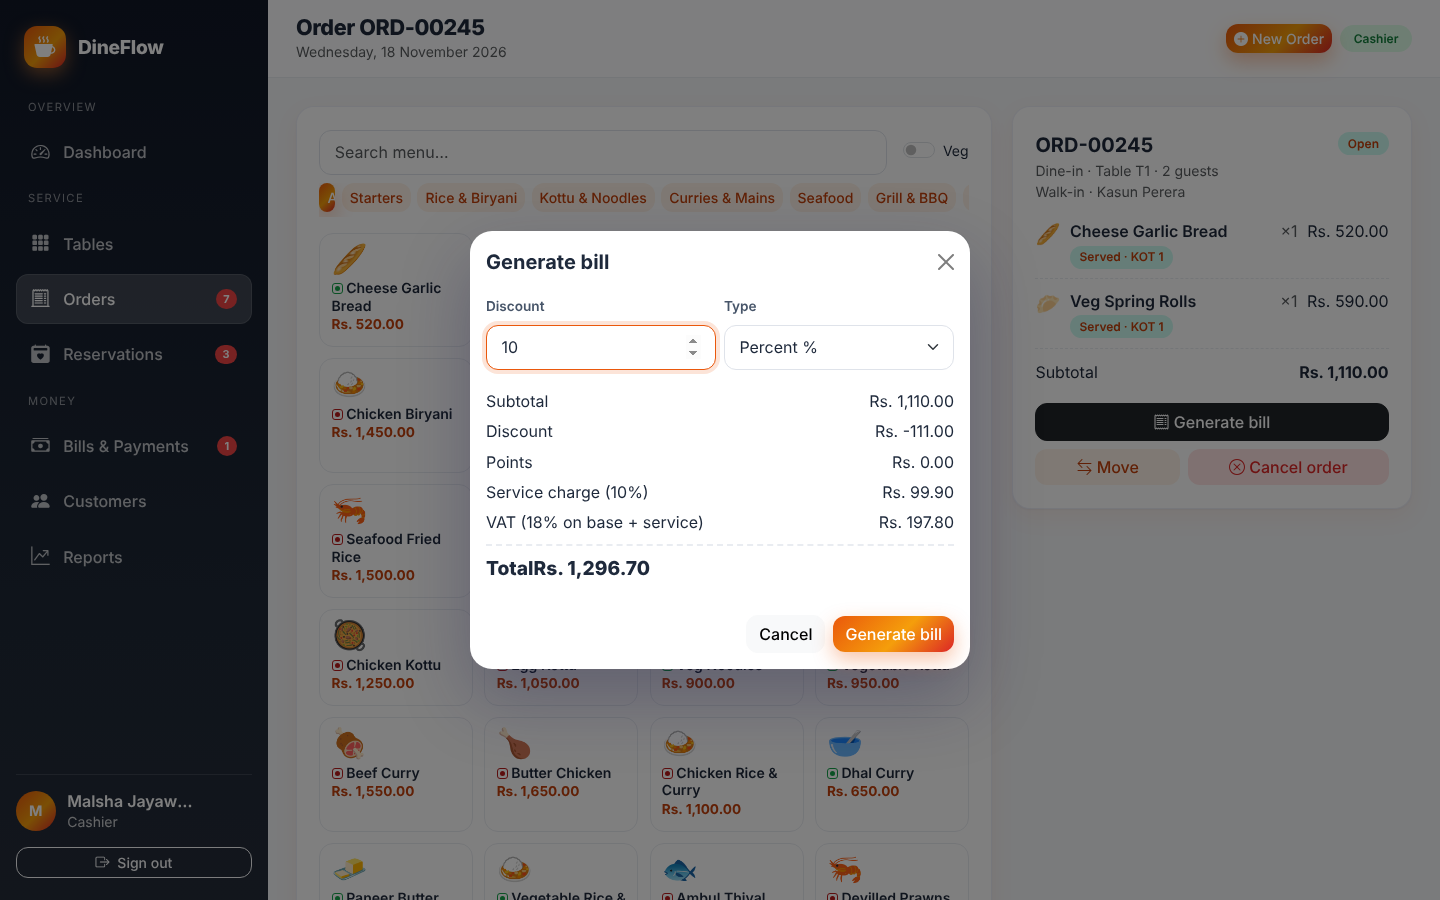 DineFlow
OVERVIEW
Dashboard
SERVICE
Tables
Orders 7
Reservations 3
MONEY
Bills & Payments 1
Customers
Reports
M
Malsha Jayaw...
Cashier
Sign out
Order ORD-00245
Wednesday, 18 November 2026
New Order
Cashier
Search menu...
Veg
Starters Rice & Biryani Kottu & Noodles Curries & Mains Seafood Grill & BBQ
Cheese Garlic
Bread
Rs. 520.00
Chicken Biryani
Rs. 1,450.00
Seafood Fried
Rice
Rs. 1,500.00
Chicken Kottu
Rs. 1,250.00
Rs. 1,050.00
Rs. 900.00
Rs. 950.00
Beef Curry
Rs. 1,550.00
Butter Chicken
Rs. 1,650.00
Chicken Rice &
Curry
Rs. 1,100.00
Dhal Curry
Rs. 650.00
Paneer Butter
Vegetable Rice &
Ambul Thiyal
Devilled Prawns
Generate bill
Discount Type
10 Percent %
Subtotal Rs. 1,110.00
Discount Rs. -111.00
Points Rs. 0.00
Service charge (10%) Rs. 99.90
VAT (18% on base + service) Rs. 197.80
TotalRs. 1,296.70
Cancel Generate bill
ORD-00245
Open
Dine-in · Table T1 · 2 guests
Walk-in · Kasun Perera
Cheese Garlic Bread ×1 Rs. 520.00
Served · KOT 1
Veg Spring Rolls ×1 Rs. 590.00
Served · KOT 1
Subtotal Rs. 1,110.00
Generate bill
Move Cancel order